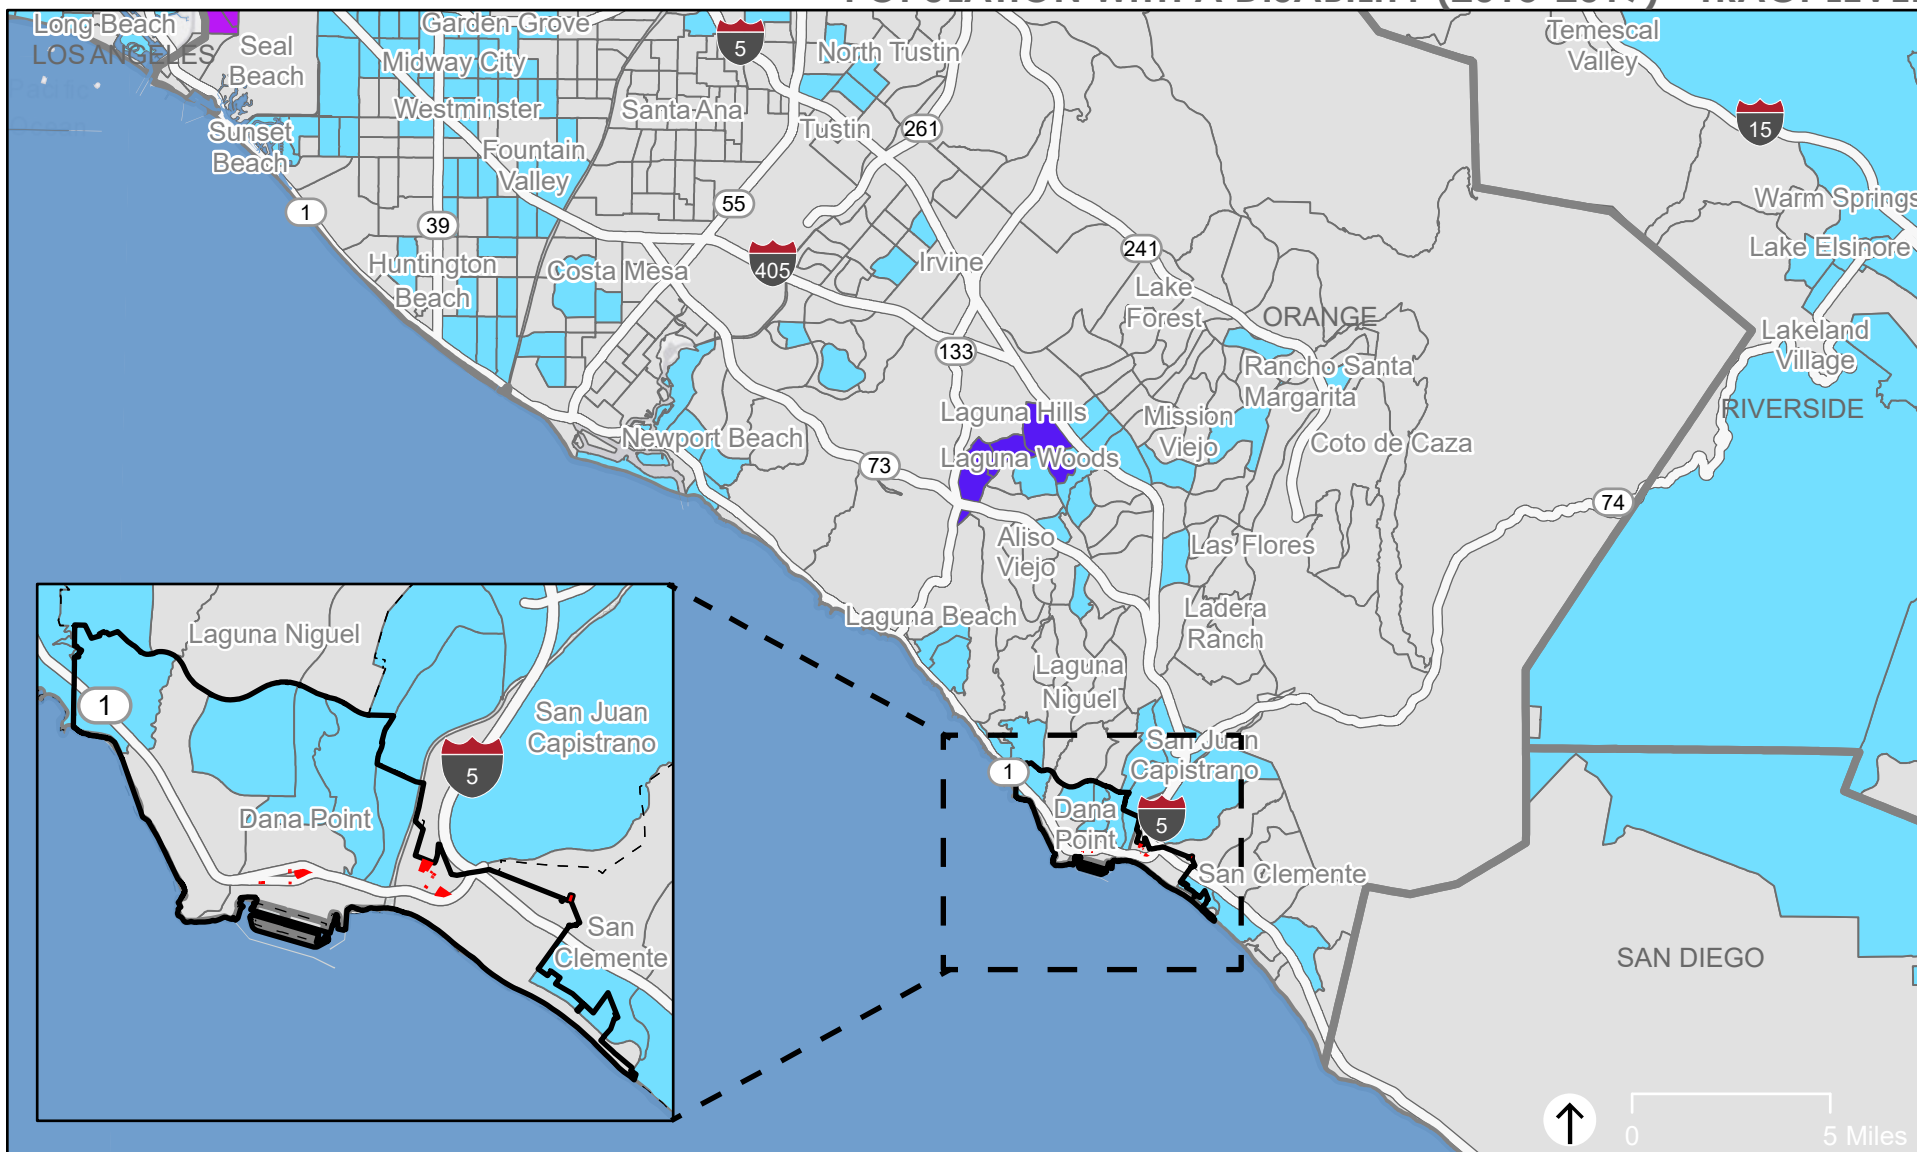 POPULATION WITH A DISABILITY (2010-2014) - TRACT LEVEL
Long Beach
LOS ANGELES
Pacific
Ocean
Seal
Beach
Sunset
Beach
Garden Grove
Midway City
Westminster
Fountain
Valley
Santa Ana
North Tustin
Tustin
5
261
55
1
39
405
Huntington
Beach
Costa Mesa
Irvine
241
Lake
Forest
ORANGE
Temescal
Valley
15
Warm Springs
Lake Elsinore
Lakeland
Village
RIVERSIDE
Rancho Santa
Margarita
133
Laguna Hills
Laguna Woods
Mission
Viejo
Coto de Caza
Newport Beach
73
74
Aliso
Viejo
Las Flores
Laguna Beach
Ladera
Ranch
Laguna
Niguel
San Juan
Capistrano
1
Dana
Point
5
San Clemente
SAN DIEGO
Laguna Niguel
1
San Juan
Capistrano
5
Dana Point
San
Clemente
0
5 Miles